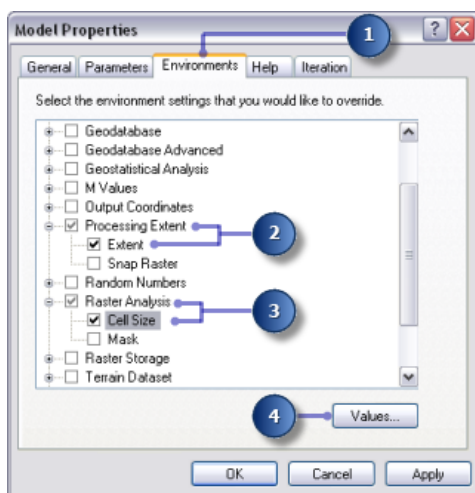 Model Properties
1
?
X
General Parameters Environments Help Iteration
Select the environment settings that you would like to override.
Geodatabase
Geodatabase Advanced
Geostatistical Analysis
M Values
Output Coordinates
Processing Extent
2
Extent
Snap Raster
Random Numbers
Raster Analysis
3
Cell Size
Mask
Raster Storage
Terrain Dataset
4
Values...
OK Cancel Apply